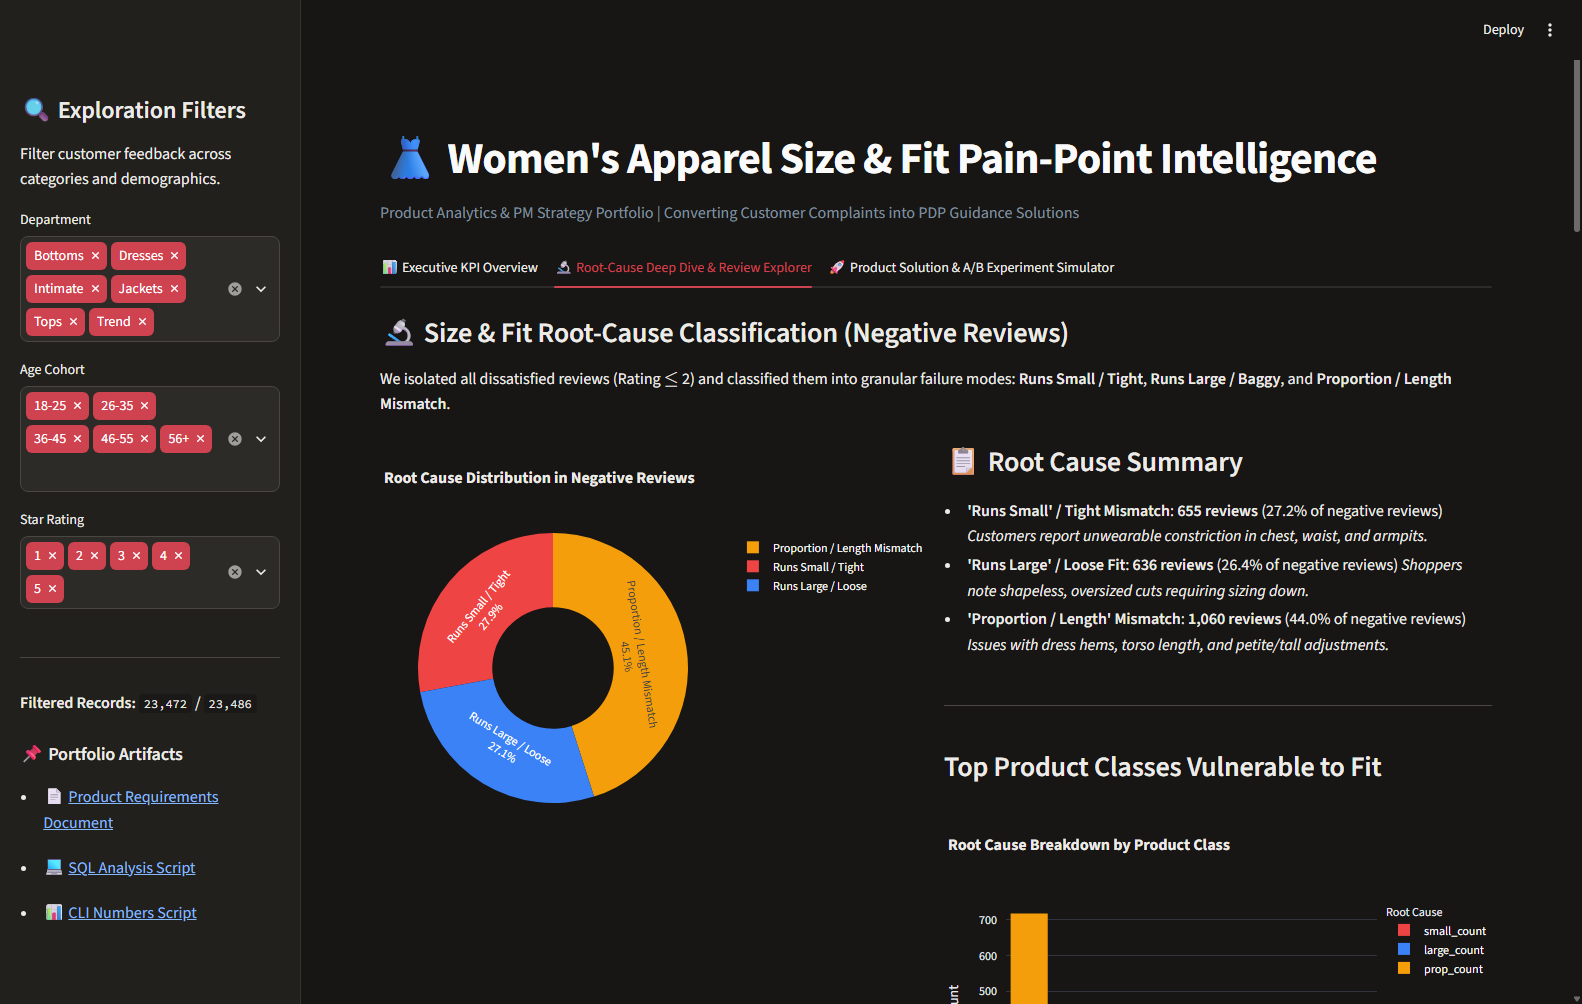 Deploy
Exploration Filters
Filter customer feedback across
categories and demographics.
Department
Bottoms × Dresses ×
Intimate × Jackets ×
Tops × Trend ×
Age Cohort
18-25 × 26-35 ×
36-45 × 46-55 × 56+ ×
Star Rating
1 × 2 × 3 × 4 ×
5 ×
Filtered Records: 23,472 / 23,486
Portfolio Artifacts
Product Requirements
Document
SQL Analysis Script
CLI Numbers Script
Women's Apparel Size & Fit Pain-Point Intelligence
Product Analytics & PM Strategy Portfolio | Converting Customer Complaints into PDP Guidance Solutions
Executive KPI Overview Root-Cause Deep Dive & Review Explorer Product Solution & A/B Experiment Simulator
Size & Fit Root-Cause Classification (Negative Reviews)
We isolated all dissatisfied reviews (Rating ≤ 2) and classified them into granular failure modes: Runs Small / Tight, Runs Large / Baggy, and Proportion / Length
Mismatch.
Root Cause Distribution in Negative Reviews
Proportion / Length Mismatch
Runs Small / Tight
Runs Large / Loose
Runs Small / Tight
27.9%
Proportion / Length Mismatch
45.1%
Runs Large / Loose
27.1%
Root Cause Summary
'Runs Small' / Tight Mismatch: 655 reviews (27.2% of negative reviews)
Customers report unwearable constriction in chest, waist, and armpits.
'Runs Large' / Loose Fit: 636 reviews (26.4% of negative reviews) Shoppers
note shapeless, oversized cuts requiring sizing down.
'Proportion / Length' Mismatch: 1,060 reviews (44.0% of negative reviews)
Issues with dress hems, torso length, and petite/tall adjustments.
Top Product Classes Vulnerable to Fit
Root Cause Breakdown by Product Class
700
600
500
Root Cause
small_count
large_count
prop_count